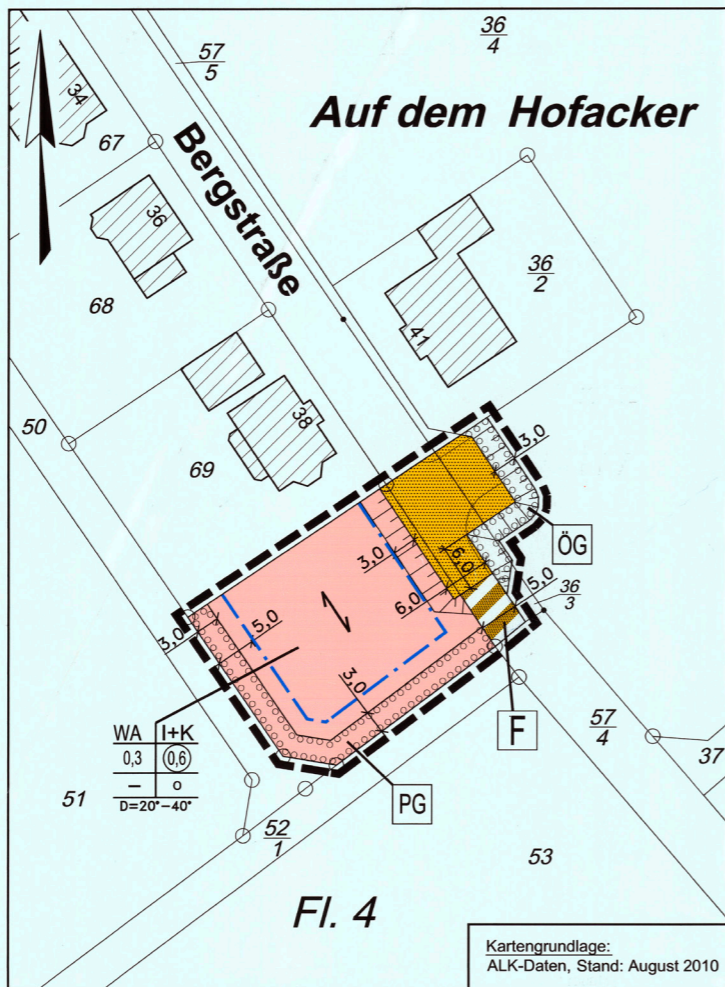 36
4
57
5
Auf dem Hofacker
34
67
Bergstraße
36
68
36
2
41
38
50
69
3,0
ÖG
3,0
6,0
6,0
5,0
36
3
3,0
5,0
3,0
F
57
4
37
WA I+K
0,3 0,6
– o
D=20°–40°
PG
51
52
1
53
Fl. 4
Kartengrundlage:
ALK-Daten, Stand: August 2010